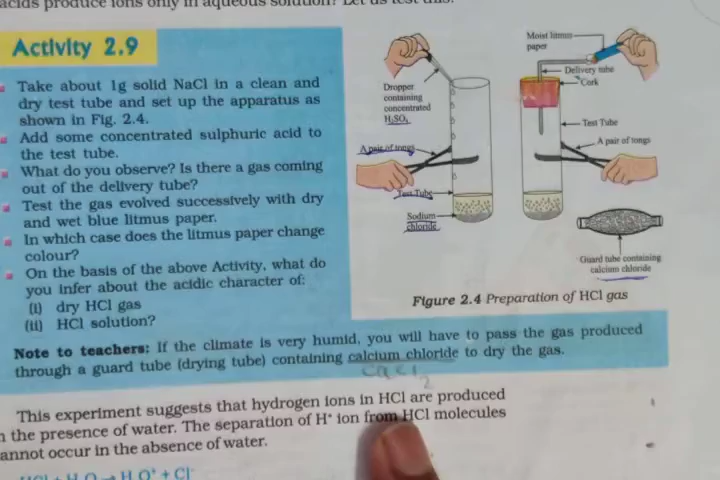 acids produce ions only in aqueous solution? Let us test this.
Activity 2.9
Take about 1g solid NaCl in a clean and
dry test tube and set up the apparatus as
shown in Fig. 2.4.
Add some concentrated sulphuric acid to
the test tube.
What do you observe? Is there a gas coming
out of the delivery tube?
Test the gas evolved successively with dry
and wet blue litmus paper.
In which case does the litmus paper change
colour?
On the basis of the above Activity, what do
you infer about the acidic character of:
(i) dry HCl gas
(ii) HCl solution?
Dropper
containing
concentrated
H₂SO₄
A pair of tongs
Test Tube
Sodium
chloride
Moist litmus
paper
Delivery tube
Cork
Test Tube
A pair of tongs
Guard tube containing
calcium chloride
Figure 2.4 Preparation of HCl gas
Note to teachers: If the climate is very humid, you will have to pass the gas produced
through a guard tube (drying tube) containing calcium chloride to dry the gas.
CaCl₂
This experiment suggests that hydrogen ions in HCl are produced
n the presence of water. The separation of H⁺ ion from HCl molecules
annot occur in the absence of water.
HCl + H₂O → H₃O⁺ + Cl⁻